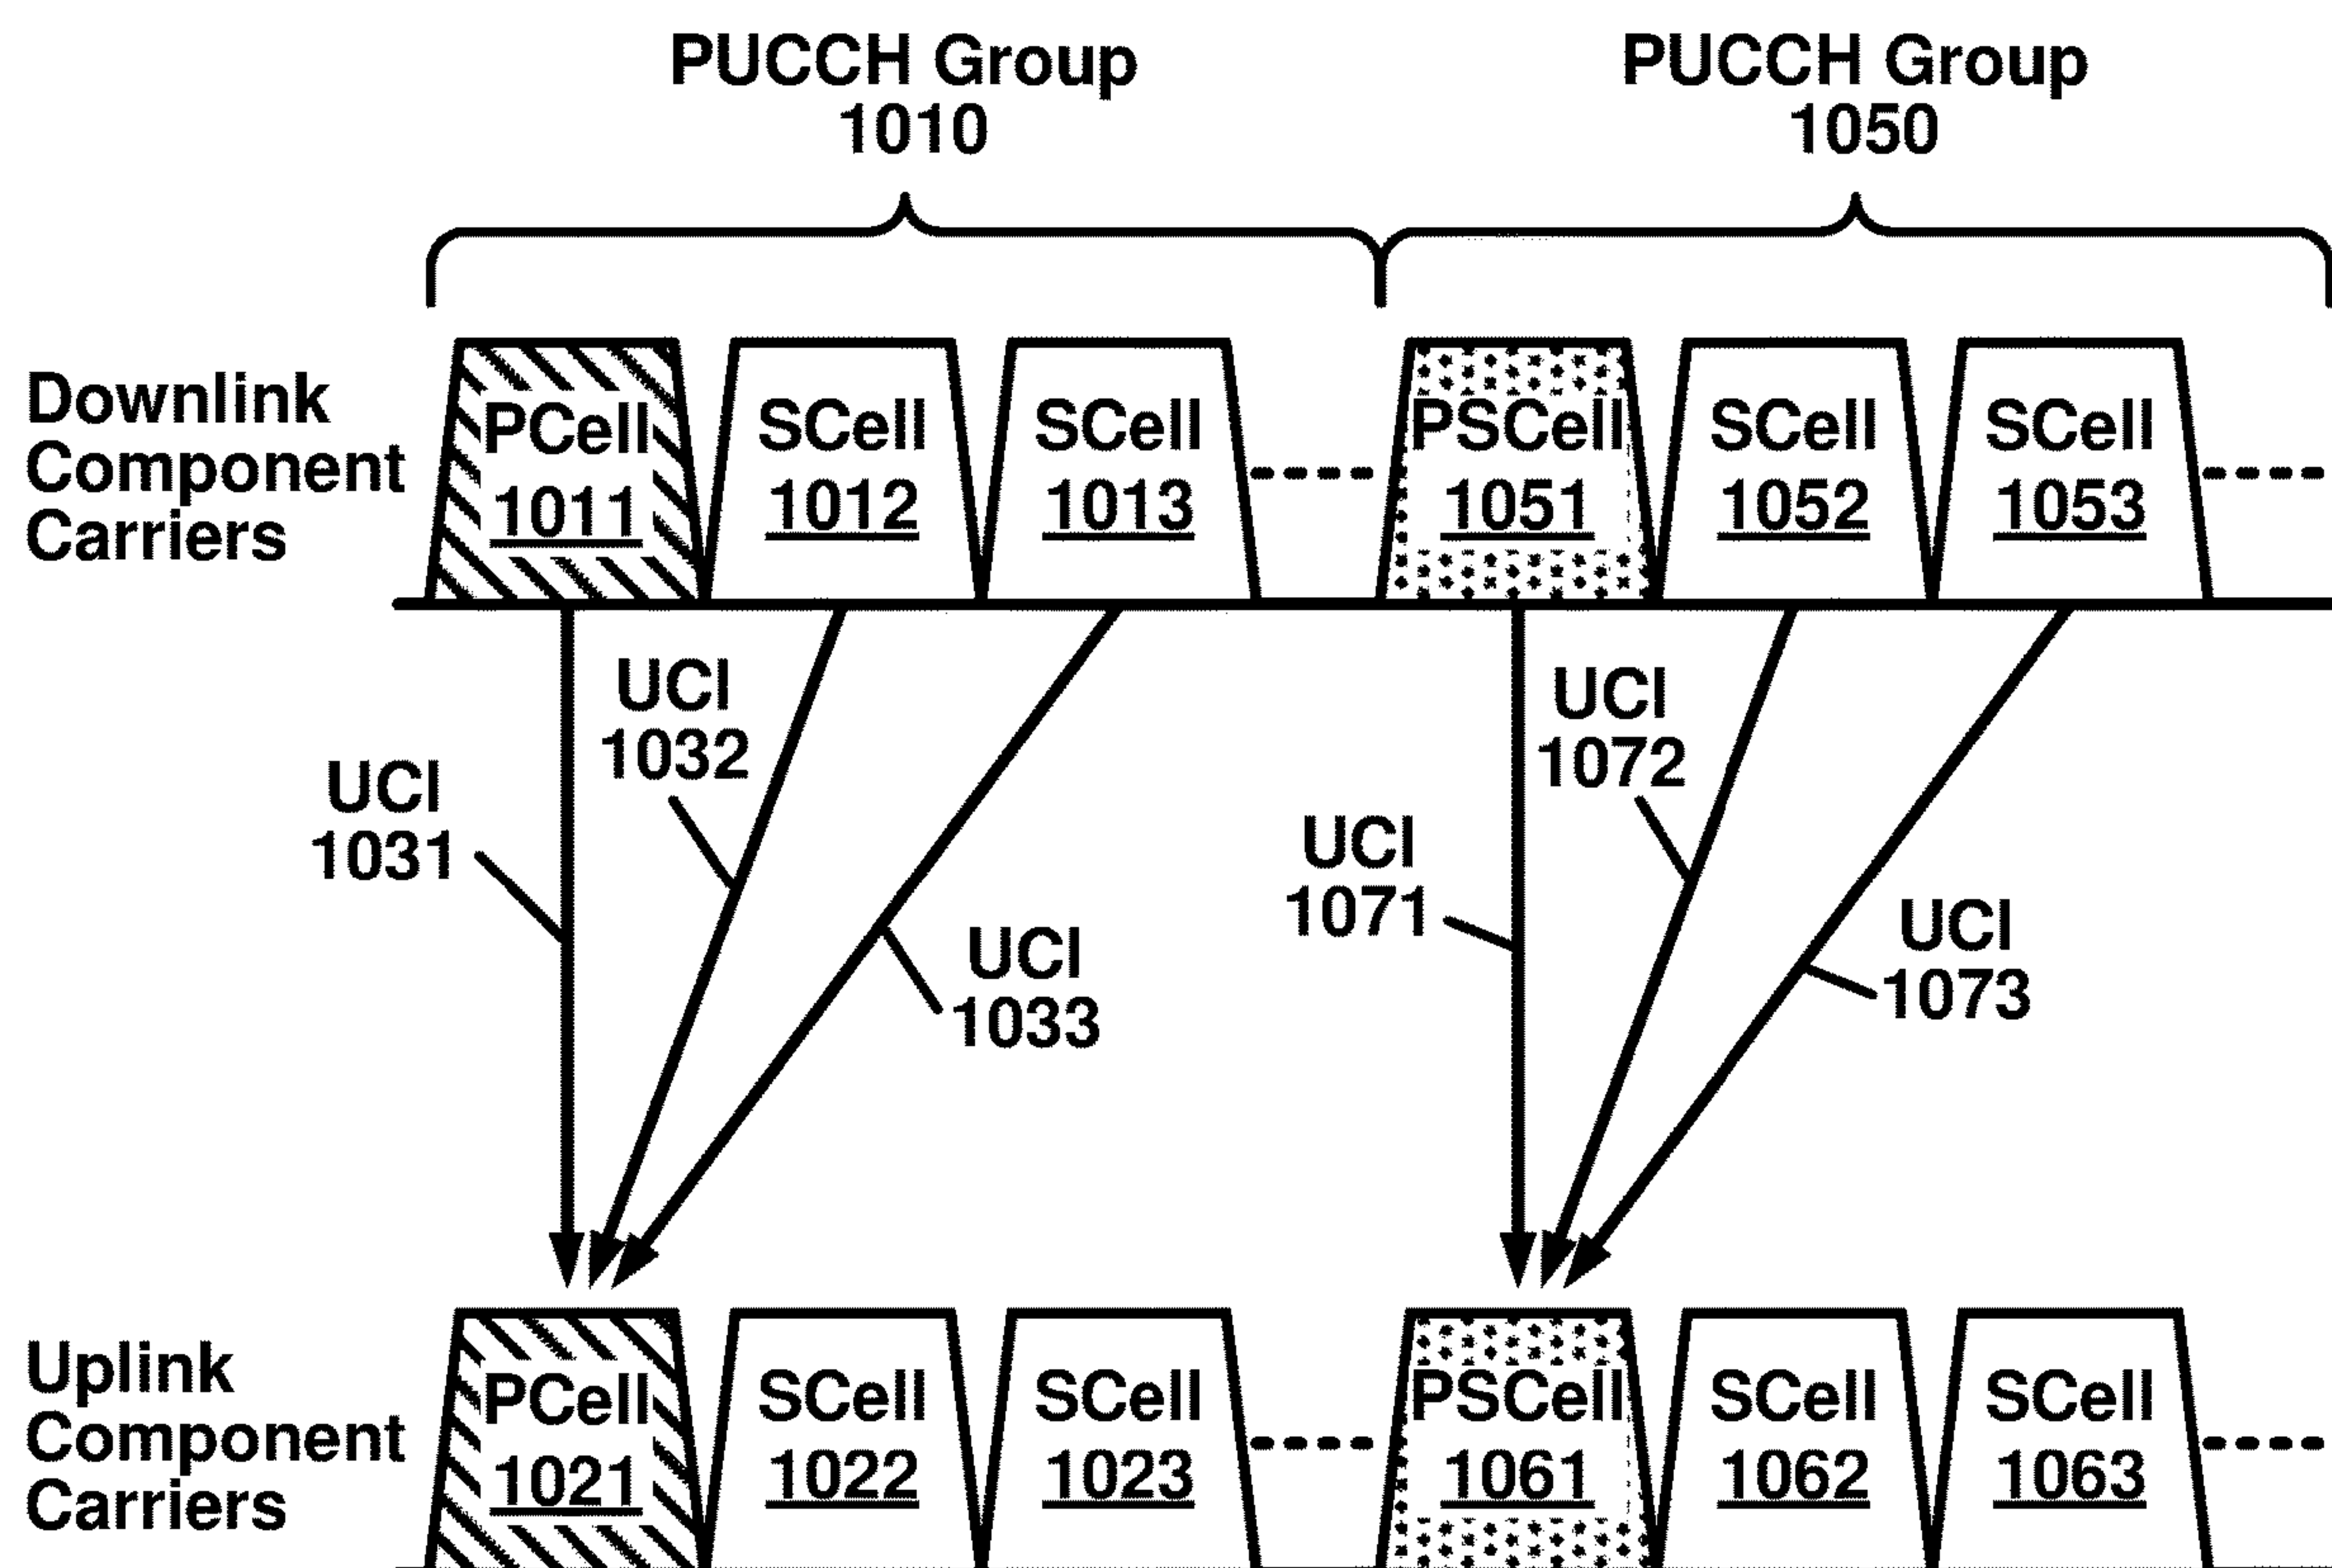 PUCCH Group
1010
PUCCH Group
1050
Downlink
Component
Carriers
PCell
1011
SCell
1012
SCell
1013
PSCell
1051
SCell
1052
SCell
1053
UCI
1031
UCI
1032
UCI
1033
UCI
1071
UCI
1072
UCI
1073
Uplink
Component
Carriers
PCell
1021
SCell
1022
SCell
1023
PSCell
1061
SCell
1062
SCell
1063